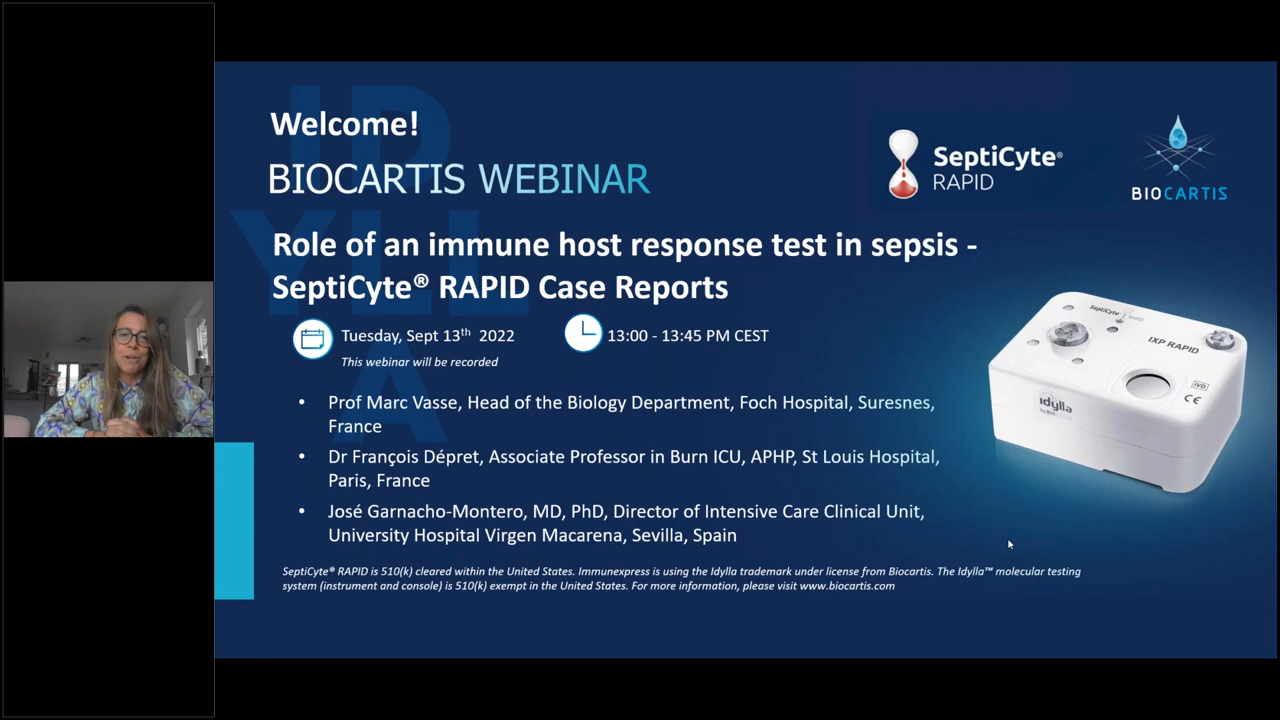 Welcome!
BIOCARTIS WEBINAR
SeptiCyte®
RAPID
BIOCARTIS
Role of an immune host response test in sepsis -
SeptiCyte® RAPID Case Reports
Tuesday, Sept 13th 2022
13:00 - 13:45 PM CEST
This webinar will be recorded
• Prof Marc Vasse, Head of the Biology Department, Foch Hospital, Suresnes,
France
• Dr François Dépret, Associate Professor in Burn ICU, APHP, St Louis Hospital,
Paris, France
• José Garnacho-Montero, MD, PhD, Director of Intensive Care Clinical Unit,
University Hospital Virgen Macarena, Sevilla, Spain
SeptiCyte RAPID
IXP RAPID
IVD
CE
idylla
SeptiCyte® RAPID is 510(k) cleared within the United States. Immunexpress is using the Idylla trademark under license from Biocartis. The Idylla™ molecular testing
system (instrument and console) is 510(k) exempt in the United States. For more information, please visit www.biocartis.com
IDYLLA